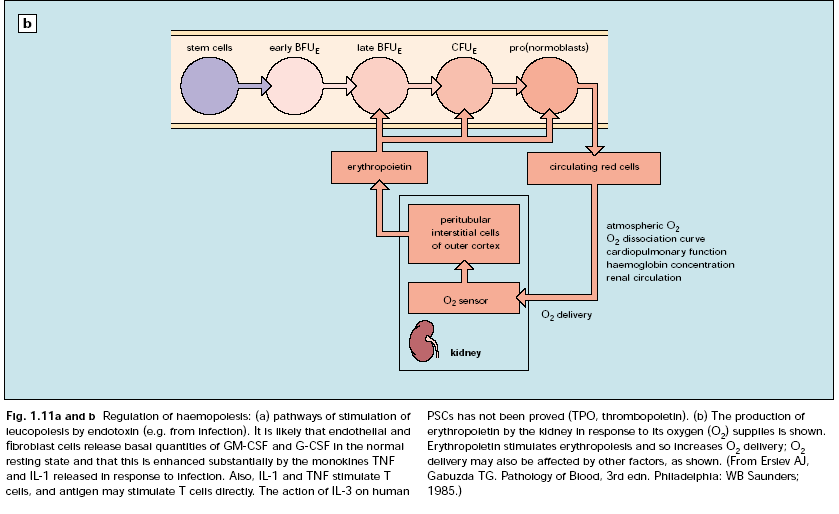 b
stem cells
early BFUE
late BFUE
CFUE
pro(normoblasts)
erythropoietin
circulating red cells
peritubular
interstitial cells
of outer cortex
atmospheric O2
O2 dissociation curve
cardiopulmonary function
haemoglobin concentration
renal circulation
O2 sensor
O2 delivery
kidney
Fig. 1.11a and b Regulation of haemopoiesis: (a) pathways of stimulation of
leucopoiesis by endotoxin (e.g. from infection). It is likely that endothelial and
fibroblast cells release basal quantities of GM-CSF and G-CSF in the normal
resting state and that this is enhanced substantially by the monokines TNF
and IL-1 released in response to infection. Also, IL-1 and TNF stimulate T
cells, and antigen may stimulate T cells directly. The action of IL-3 on human
PSCs has not been proved (TPO, thrombopoietin). (b) The production of
erythropoietin by the kidney in response to its oxygen (O2) supplies is shown.
Erythropoietin stimulates erythropoiesis and so increases O2 delivery; O2
delivery may also be affected by other factors, as shown. (From Erslev AJ,
Gabuzda TG. Pathology of Blood, 3rd edn. Philadelphia: WB Saunders;
1985.)